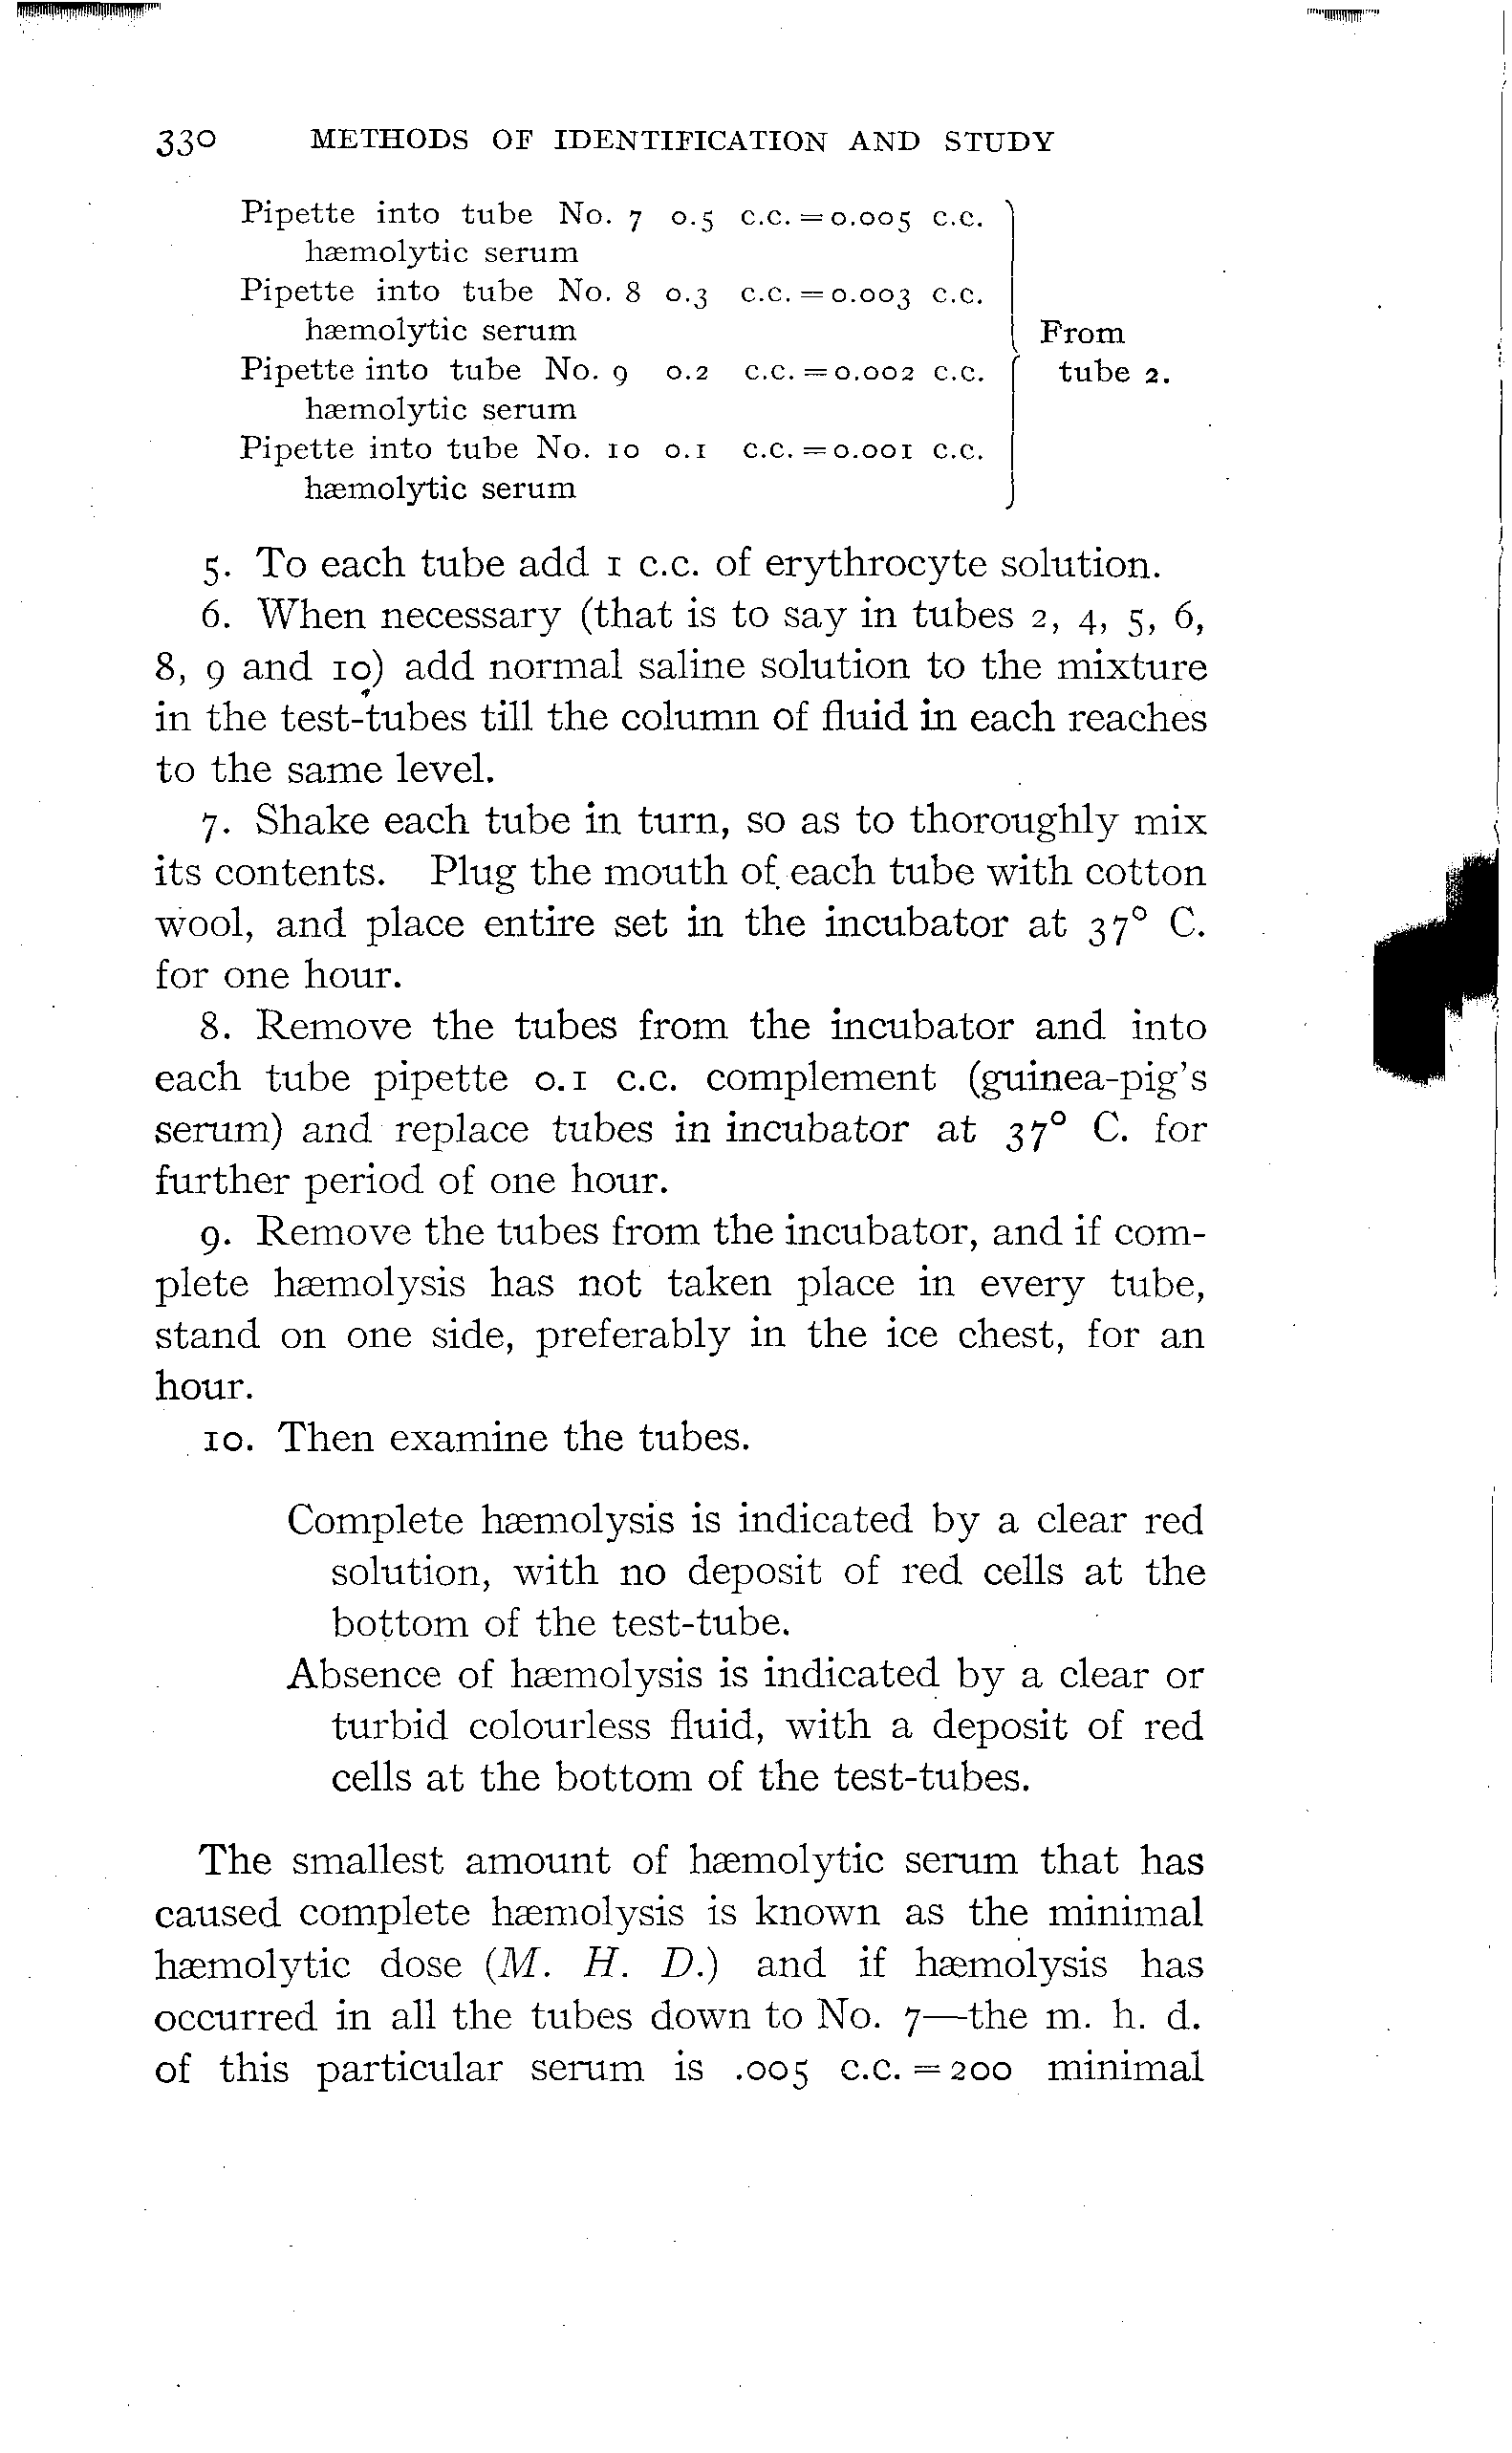 330 METHODS OF IDENTIFICATION AND STUDY
Pipette into tube No. 7 0.5 c.c. = 0.005 c.c.
hæmolytic serum
Pipette into tube No. 8 0.3 c.c. = 0.003 c.c.
hæmolytic serum
From
Pipette into tube No. 9 0.2 c.c. = 0.002 c.c.
tube 2.
hæmolytic serum
Pipette into tube No. 10 0.1 c.c. = 0.001 c.c.
hæmolytic serum
5. To each tube add 1 c.c. of erythrocyte solution.
6. When necessary (that is to say in tubes 2, 4, 5, 6,
8, 9 and 10) add normal saline solution to the mixture
in the test-tubes till the column of fluid in each reaches
to the same level.
7. Shake each tube in turn, so as to thoroughly mix
its contents. Plug the mouth of each tube with cotton
wool, and place entire set in the incubator at 37° C.
for one hour.
8. Remove the tubes from the incubator and into
each tube pipette 0.1 c.c. complement (guinea-pig's
serum) and replace tubes in incubator at 37° C. for
further period of one hour.
9. Remove the tubes from the incubator, and if com-
plete hæmolysis has not taken place in every tube,
stand on one side, preferably in the ice chest, for an
hour.
10. Then examine the tubes.
Complete hæmolysis is indicated by a clear red
solution, with no deposit of red cells at the
bottom of the test-tube.
Absence of hæmolysis is indicated by a clear or
turbid colourless fluid, with a deposit of red
cells at the bottom of the test-tubes.
The smallest amount of hæmolytic serum that has
caused complete hæmolysis is known as the minimal
hæmolytic dose (M. H. D.) and if hæmolysis has
occurred in all the tubes down to No. 7—the m. h. d.
of this particular serum is .005 c.c. = 200 minimal